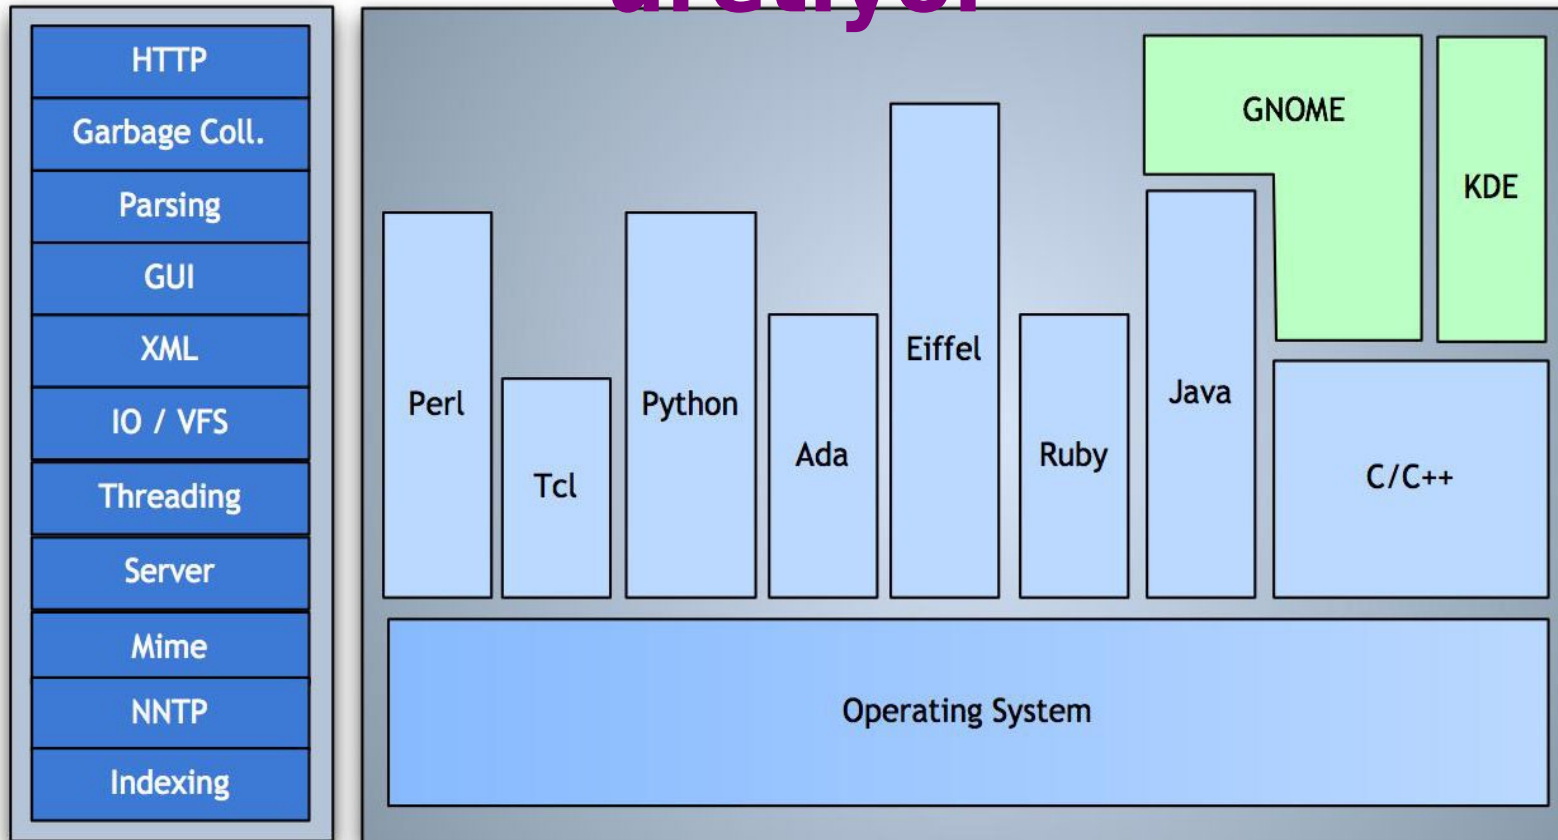 üretiyor
HTTP
Garbage Coll.
Parsing
GUI
XML
IO / VFS
Threading
Server
Mime
NNTP
Indexing
GNOME
KDE
Perl
Tcl
Python
Ada
Eiffel
Ruby
Java
C/C++
Operating System